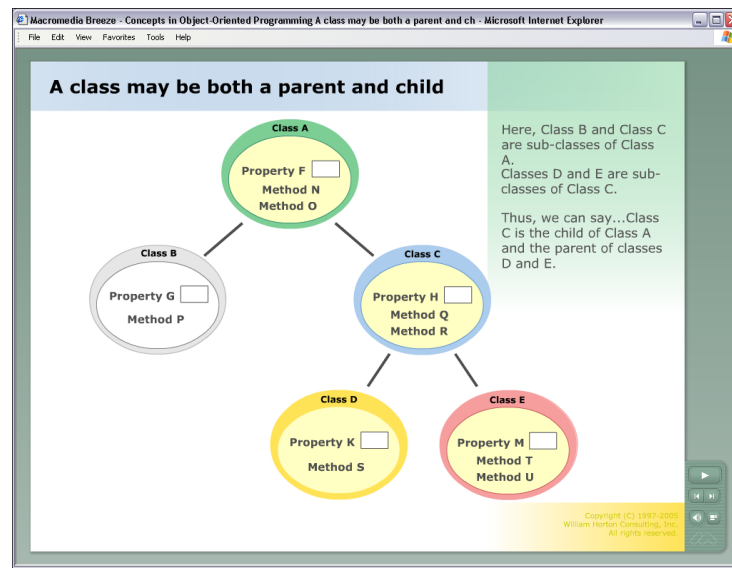 Macromedia Breeze - Concepts in Object-Oriented Programming A class may be both a parent and ch - Microsoft Internet Explorer
File Edit View Favorites Tools Help
A class may be both a parent and child
Class A
Property F
Method N
Method O
Class B
Property G
Method P
Class C
Property H
Method Q
Method R
Class D
Property K
Method S
Class E
Property M
Method T
Method U
Here, Class B and Class C
are sub-classes of Class
A.
Classes D and E are sub-
classes of Class C.
Thus, we can say...Class
C is the child of Class A
and the parent of classes
D and E.
Copyright (C) 1997-2005
William Horton Consulting, Inc.
All rights reserved.